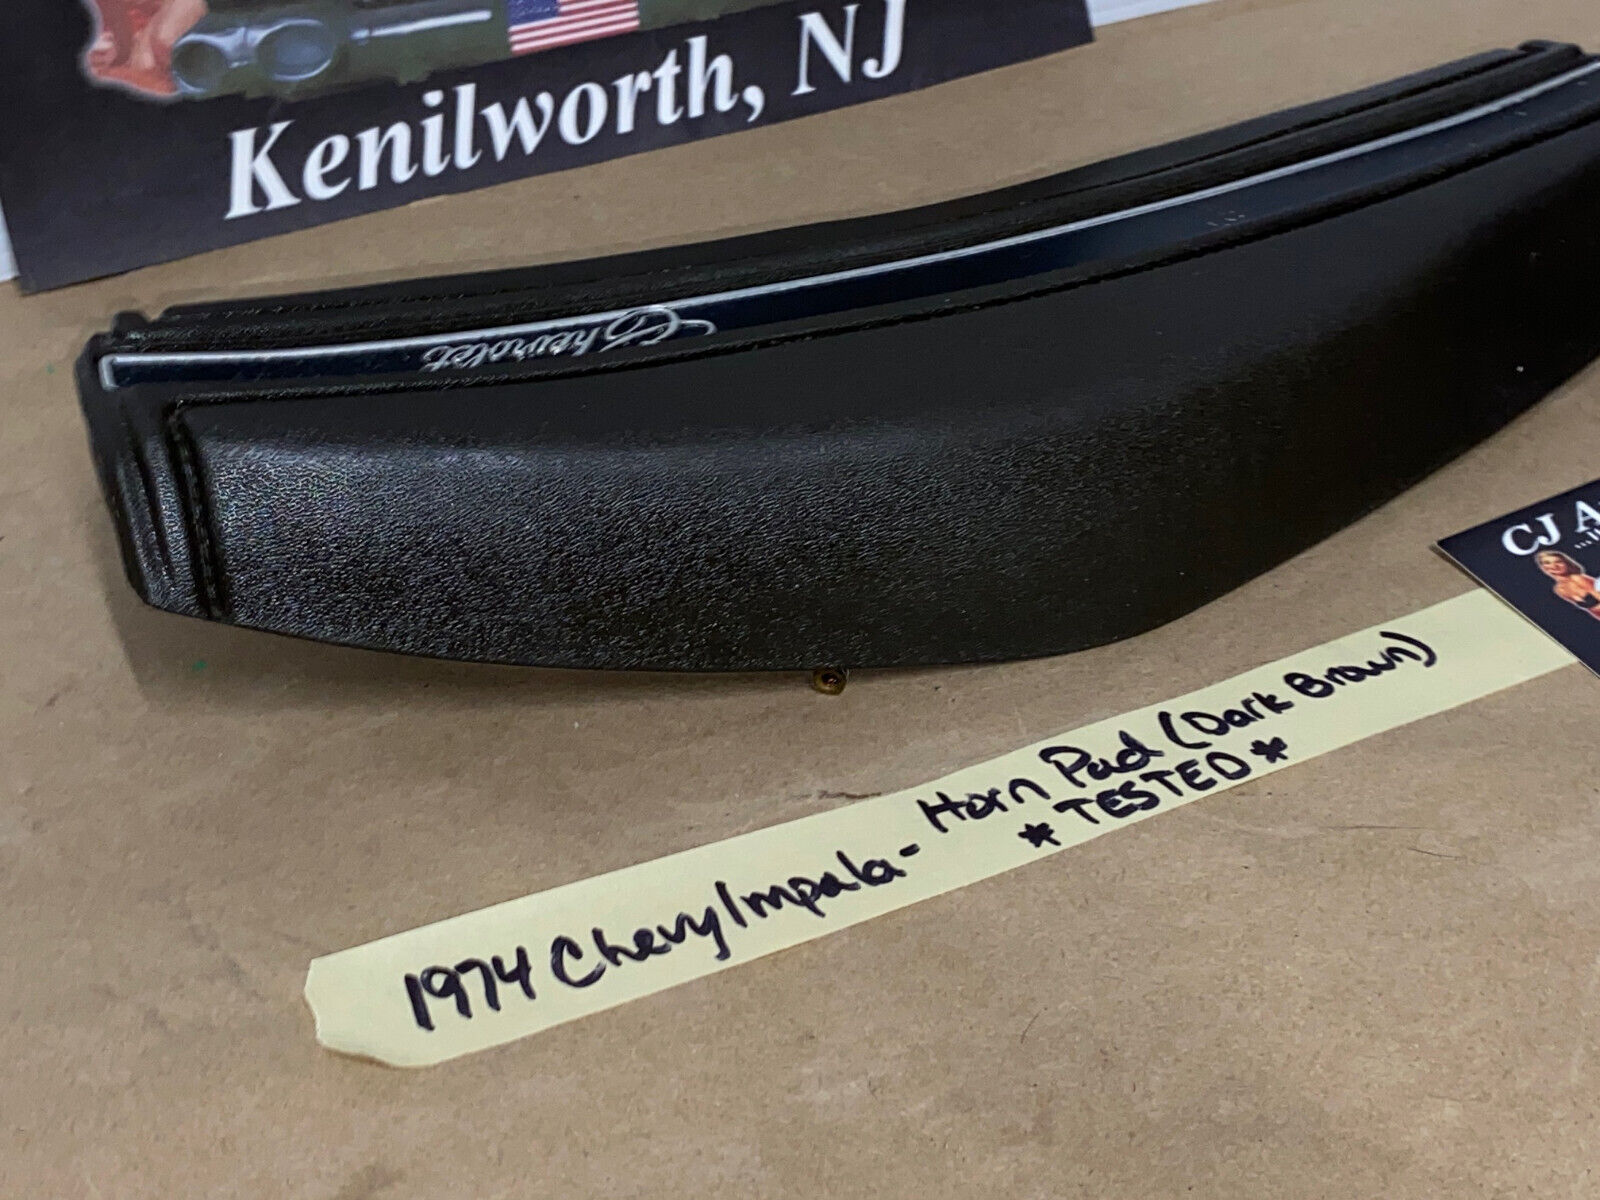 Kenilworth, NJ
Chevrolet
CJ
1974 Chevy Impala - Horn Pad (Dark Brown)
* TESTED *